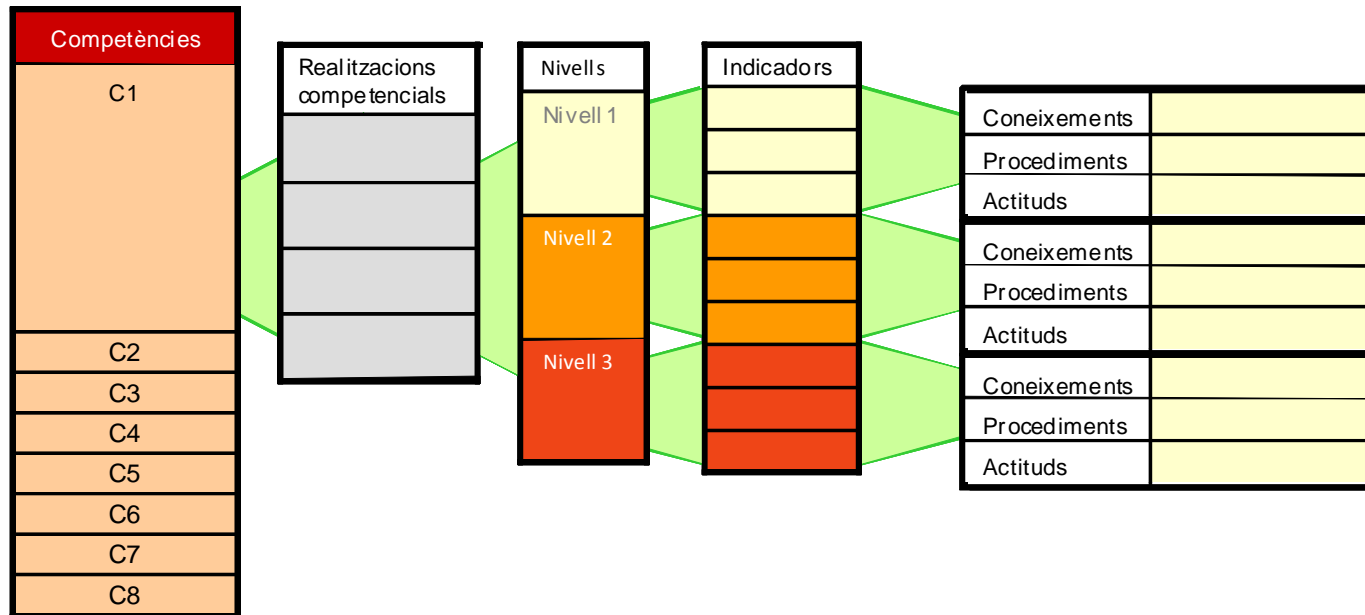 Competències
C1
C2
C3
C4
C5
C6
C7
C8
Realitzacions
competencials
Nivells
Nivell 1
Nivell 2
Nivell 3
Indicadors
Coneixements
Procediments
Actituds
Coneixements
Procediments
Actituds
Coneixements
Procediments
Actituds